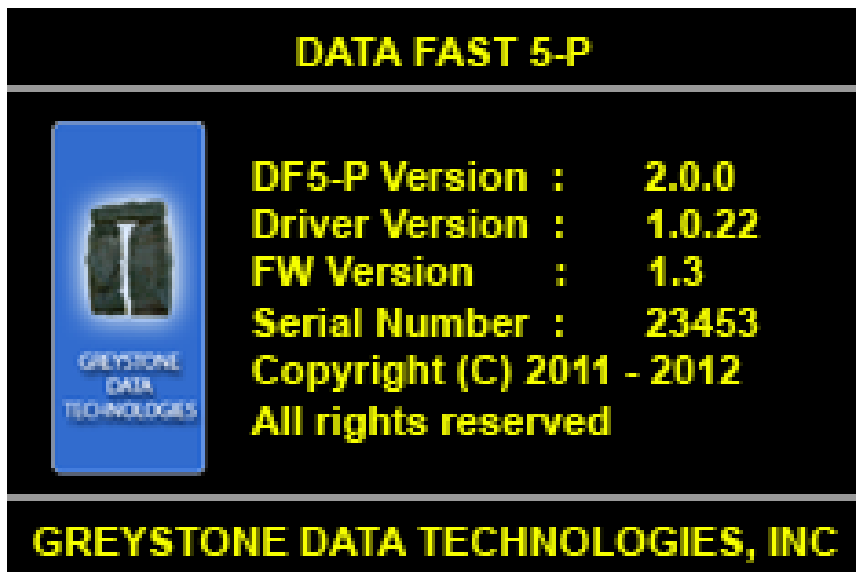 DATA FAST 5-P
GREYSTONE
DATA
TECHNOLOGIES
DF5-P Version : 2.0.0
Driver Version : 1.0.22
FW Version : 1.3
Serial Number : 23453
Copyright (C) 2011 - 2012
All rights reserved
GREYSTONE DATA TECHNOLOGIES, INC